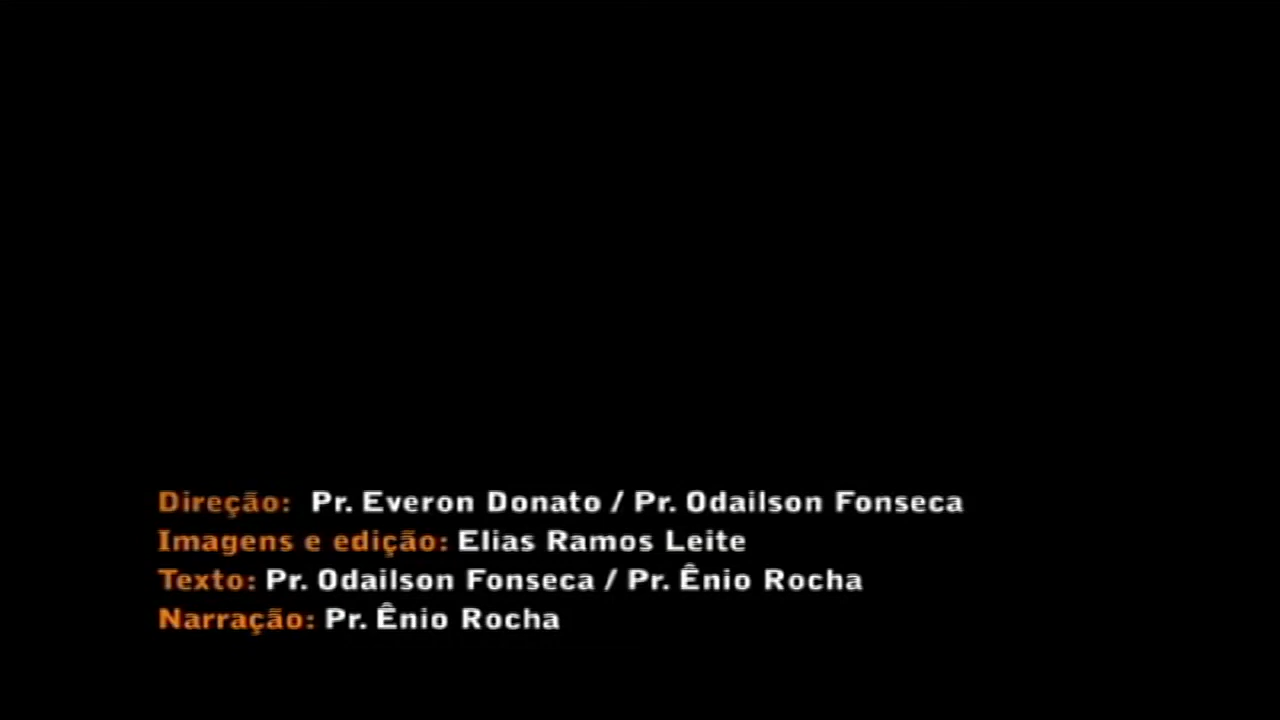 Direção: Pr. Everon Donato / Pr. Odailson Fonseca
Imagens e edição: Elias Ramos Leite
Texto: Pr. Odailson Fonseca / Pr. Ênio Rocha
Narração: Pr. Ênio Rocha